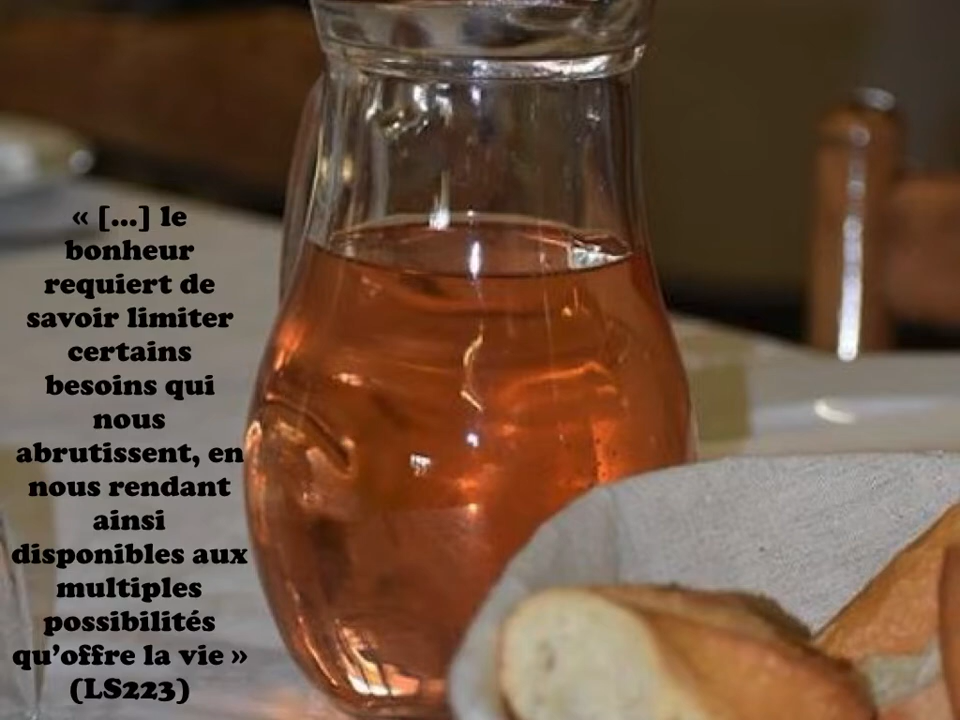 « [...] le
bonheur
requiert de
savoir limiter
certains
besoins qui
nous
abrutissent, en
nous rendant
ainsi
disponibles aux
multiples
possibilités
qu’offre la vie »
(LS223)